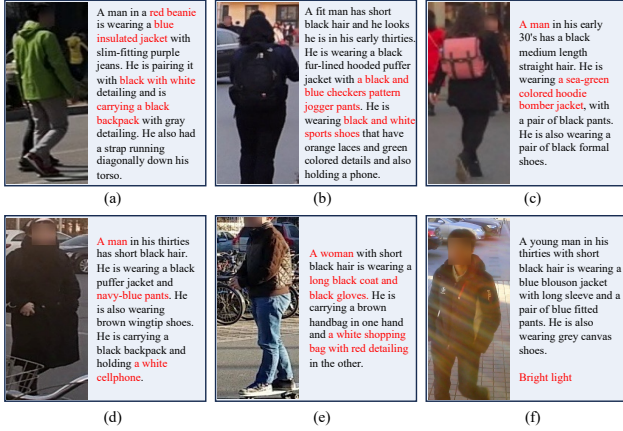 A man in a red beanie
is wearing a blue
insulated jacket with
slim-fitting purple
jeans. He is pairing it
with black with white
detailing and is
carrying a black
backpack with gray
detailing. He also had
a strap running
diagonally down his
torso.
(a)
A fit man has short
black hair and he looks
he is in his early thirties.
He is wearing a black
fur-lined hooded puffer
jacket with a black and
blue checkers pattern
jogger pants. He is
wearing black and white
sports shoes that have
orange laces and green
colored details and also
holding a phone.
(b)
A man in his early
30's has a black
medium length
straight hair. He is
wearing a sea-green
colored hoodie
bomber jacket, with
a pair of black pants.
He is also wearing a
pair of black formal
shoes.
(c)
A man in his thirties
has short black hair.
He is wearing a black
puffer jacket and
navy-blue pants. He
is also wearing
brown wingtip shoes.
He is carrying a
black backpack and
holding a white
cellphone.
(d)
A woman with short
black hair is wearing a
long black coat and
black gloves. He is
carrying a brown
handbag in one hand
and a white shopping
bag with red detailing
in the other.
(e)
A young man in his
thirties with short
black hair is wearing a
blue blouson jacket
with long sleeve and a
pair of blue fitted
pants. He is also
wearing grey canvas
shoes.
Bright light
(f)